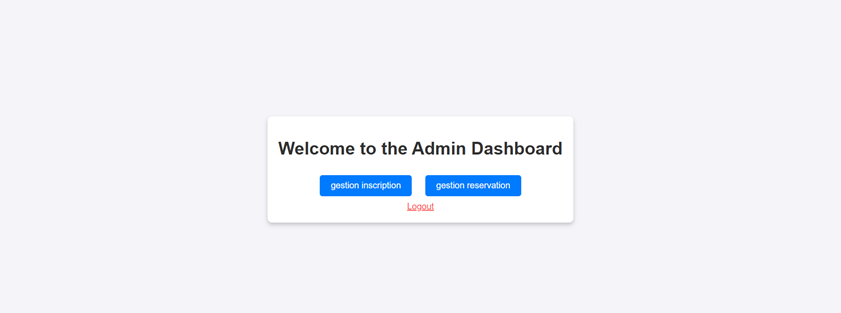 Welcome to the Admin Dashboard
gestion inscription gestion reservation
Logout